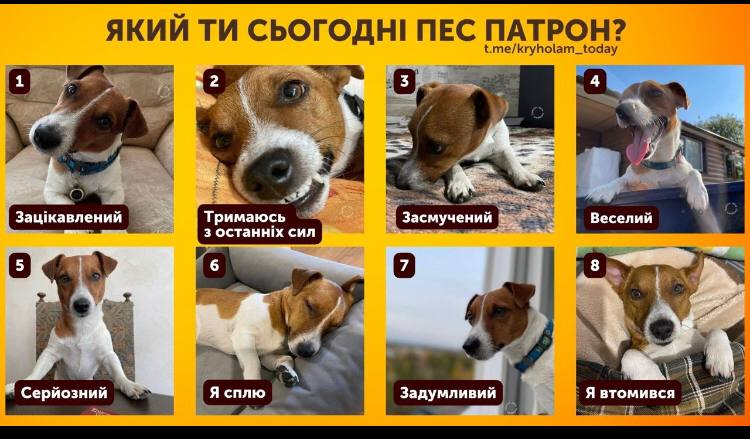 ЯКИЙ ТИ СЬОГОДНІ ПЕС ПАТРОН?
t.me/kryholam_today
1
Зацікавлений
2
Тримаюсь
з останніх сил
3
Засмучений
4
Веселий
5
Серйозний
6
Я сплю
7
Задумливий
8
Я втомився